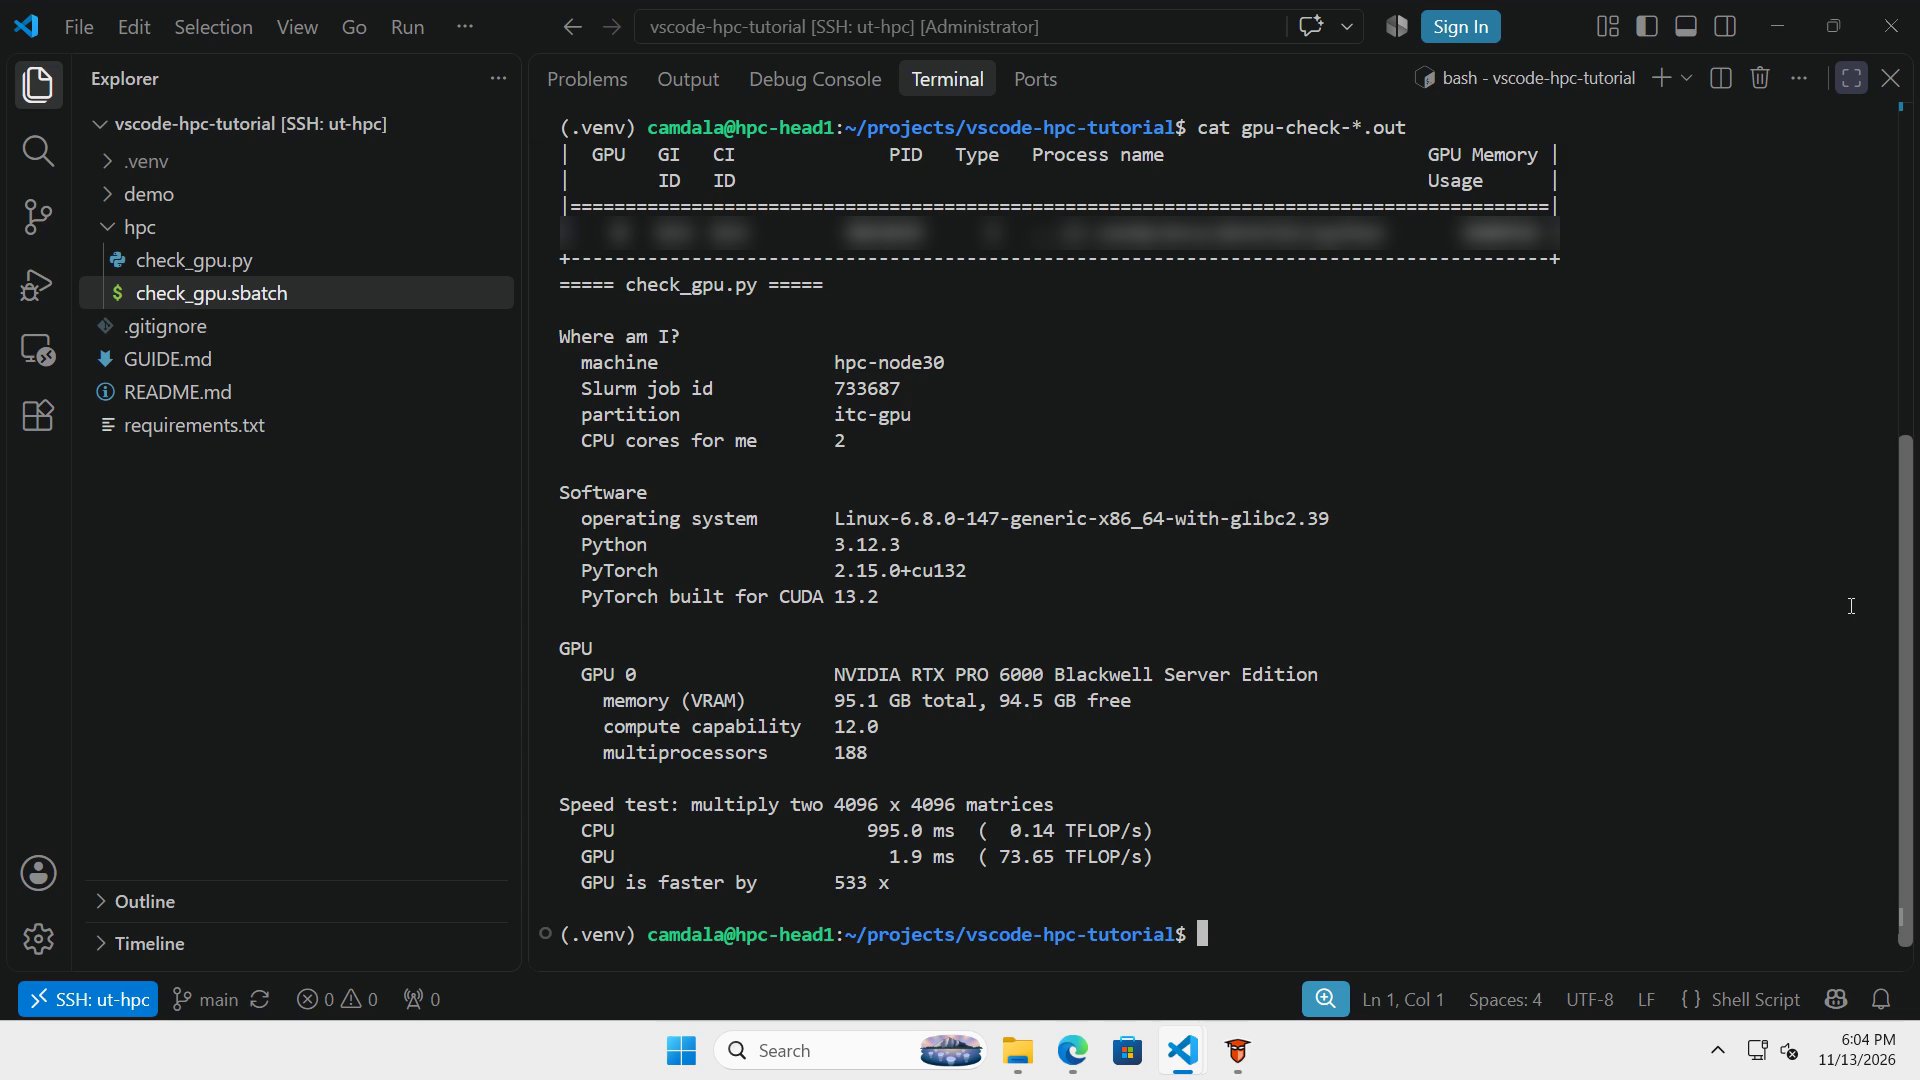 File Edit Selection View Go Run ··· vscode-hpc-tutorial [SSH: ut-hpc] [Administrator] Sign In
Explorer
vscode-hpc-tutorial [SSH: ut-hpc]
.venv
demo
hpc
check_gpu.py
check_gpu.sbatch
.gitignore
GUIDE.md
README.md
requirements.txt
Outline
Timeline
Problems Output Debug Console Terminal Ports bash - vscode-hpc-tutorial
(.venv) camdala@hpc-head1:~/projects/vscode-hpc-tutorial$ cat gpu-check-*.out
| GPU GI CI PID Type Process name GPU Memory |
| ID ID Usage |
|=========================================================================================|
+-----------------------------------------------------------------------------------------+
===== check_gpu.py =====
Where am I?
machine hpc-node30
Slurm job id 733687
partition itc-gpu
CPU cores for me 2
Software
operating system Linux-6.8.0-147-generic-x86_64-with-glibc2.39
Python 3.12.3
PyTorch 2.15.0+cu132
PyTorch built for CUDA 13.2
GPU
GPU 0 NVIDIA RTX PRO 6000 Blackwell Server Edition
memory (VRAM) 95.1 GB total, 94.5 GB free
compute capability 12.0
multiprocessors 188
Speed test: multiply two 4096 x 4096 matrices
CPU 995.0 ms ( 0.14 TFLOP/s)
GPU 1.9 ms ( 73.65 TFLOP/s)
GPU is faster by 533 x
(.venv) camdala@hpc-head1:~/projects/vscode-hpc-tutorial$
SSH: ut-hpc main 0 0 0 Ln 1, Col 1 Spaces: 4 UTF-8 LF {} Shell Script
Search
6:04 PM
11/13/2026